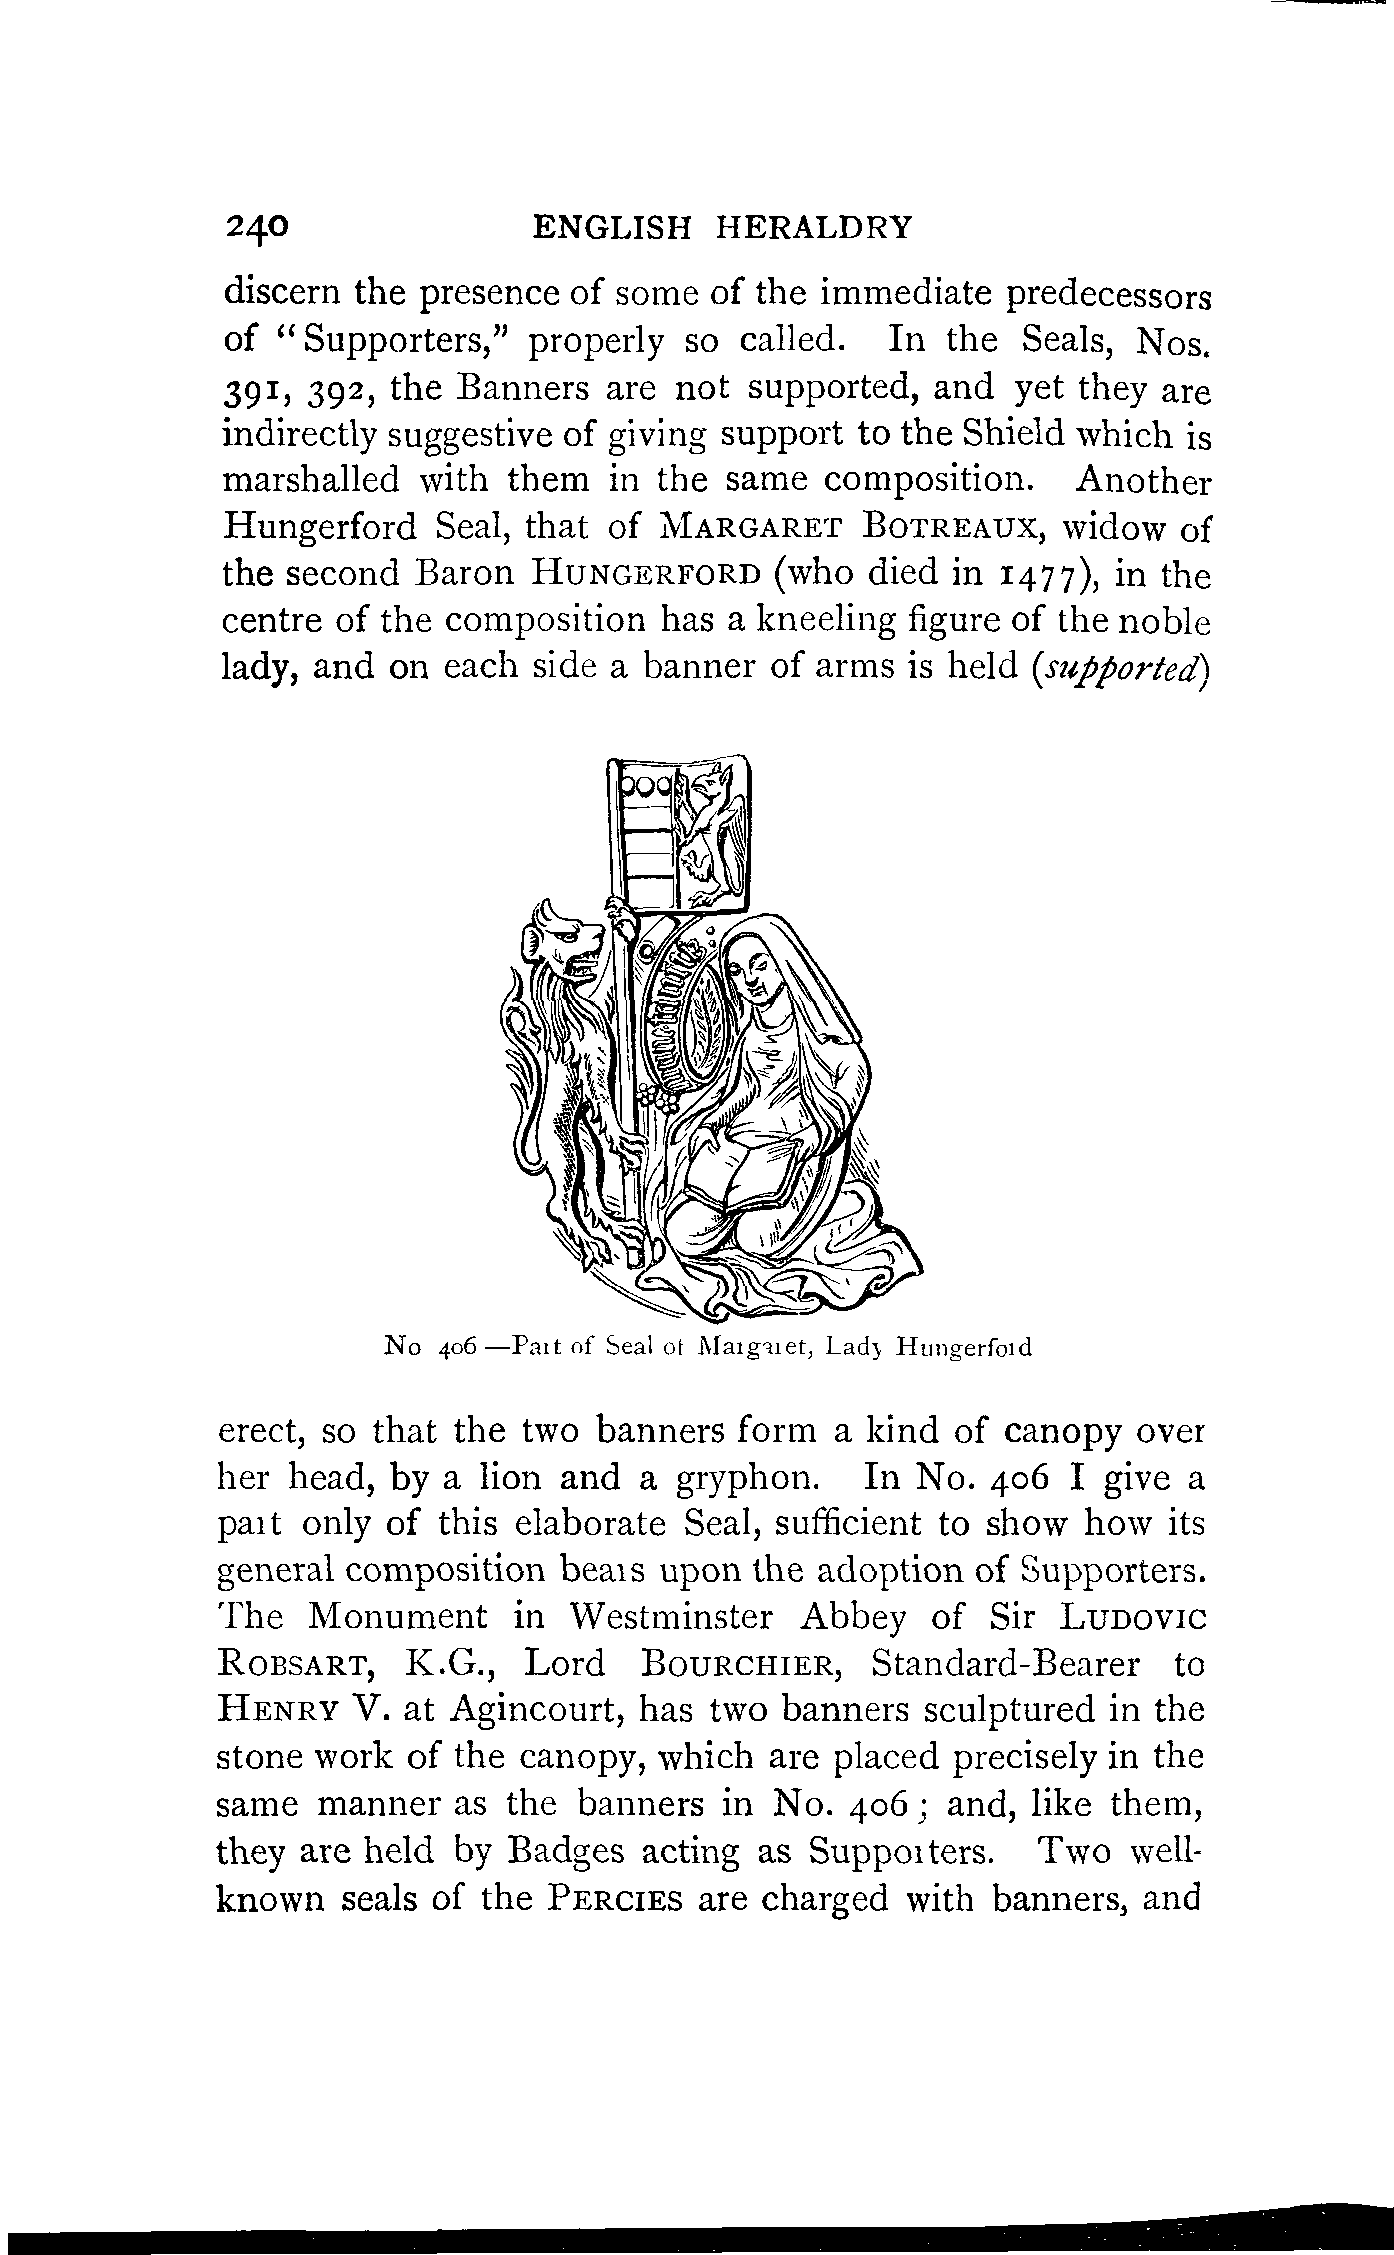 240 ENGLISH HERALDRY
discern the presence of some of the immediate predecessors
of “Supporters,” properly so called. In the Seals, Nos.
391, 392, the Banners are not supported, and yet they are
indirectly suggestive of giving support to the Shield which is
marshalled with them in the same composition. Another
Hungerford Seal, that of MARGARET BOTREAUX, widow of
the second Baron HUNGERFORD (who died in 1477), in the
centre of the composition has a kneeling figure of the noble
lady, and on each side a banner of arms is held (supported)
No 406 —Part of Seal of Margaret, Lady Hungerford
erect, so that the two banners form a kind of canopy over
her head, by a lion and a gryphon. In No. 406 I give a
part only of this elaborate Seal, sufficient to show how its
general composition bears upon the adoption of Supporters.
The Monument in Westminster Abbey of Sir LUDOVIC
ROBSART, K.G., Lord BOURCHIER, Standard-Bearer to
HENRY V. at Agincourt, has two banners sculptured in the
stone work of the canopy, which are placed precisely in the
same manner as the banners in No. 406; and, like them,
they are held by Badges acting as Supporters. Two well-
known seals of the PERCIES are charged with banners, and